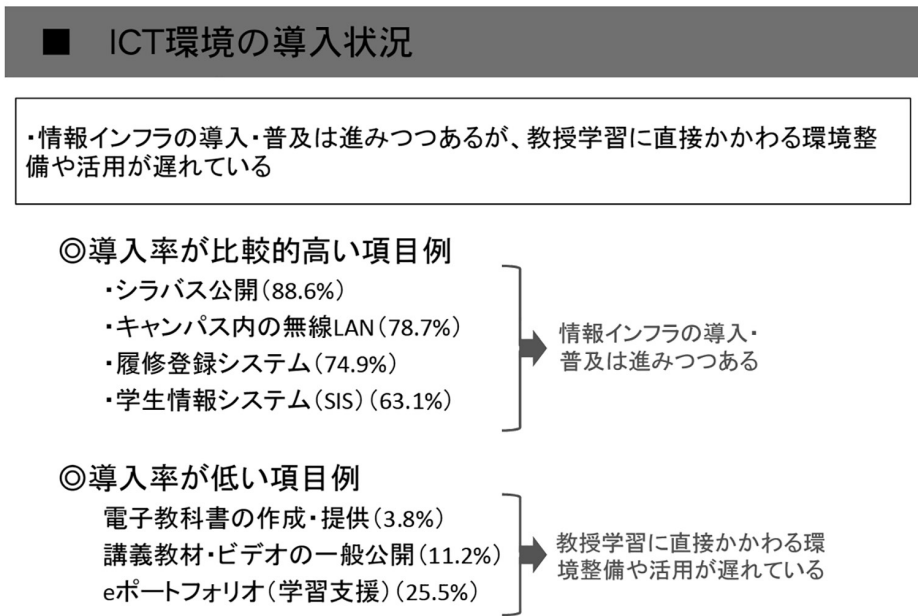 ■ ICT環境の導入状況
・情報インフラの導入・普及は進みつつあるが、教授学習に直接かかわる環境整
備や活用が遅れている
◎導入率が比較的高い項目例
・シラバス公開(88.6%)
・キャンパス内の無線LAN(78.7%)
・履修登録システム(74.9%)
・学生情報システム(SIS)(63.1%)
情報インフラの導入・
普及は進みつつある
◎導入率が低い項目例
電子教科書の作成・提供(3.8%)
講義教材・ビデオの一般公開(11.2%)
eポートフォリオ(学習支援)(25.5%)
教授学習に直接かかわる環
境整備や活用が遅れている